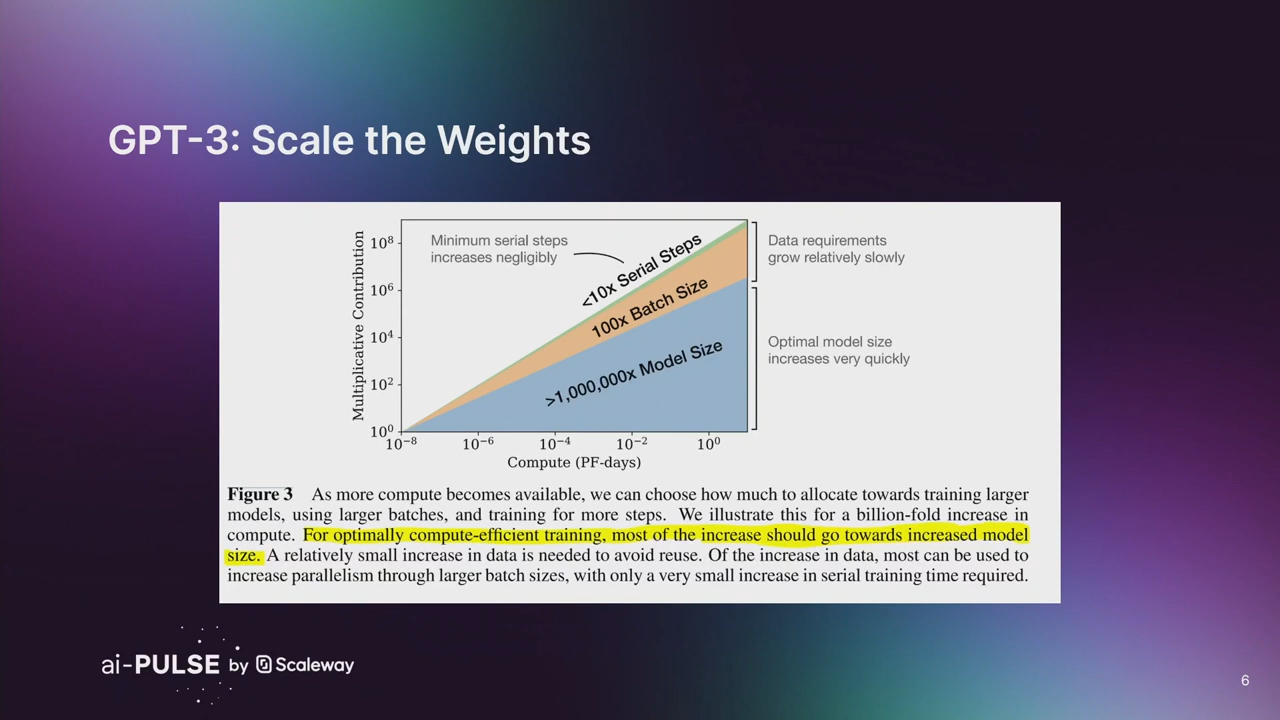 GPT-3: Scale the Weights
Multiplicative Contribution
10⁸
10⁶
10⁴
10²
10⁰
Minimum serial steps
increases negligibly
<10x Serial Steps
100x Batch Size
>1,000,000x Model Size
Data requirements
grow relatively slowly
Optimal model size
increases very quickly
10⁻⁸ 10⁻⁶ 10⁻⁴ 10⁻² 10⁰
Compute (PF-days)
Figure 3 As more compute becomes available, we can choose how much to allocate towards training larger
models, using larger batches, and training for more steps. We illustrate this for a billion-fold increase in
compute. For optimally compute-efficient training, most of the increase should go towards increased model
size. A relatively small increase in data is needed to avoid reuse. Of the increase in data, most can be used to
increase parallelism through larger batch sizes, with only a very small increase in serial training time required.
ai-PULSE by Scaleway
6